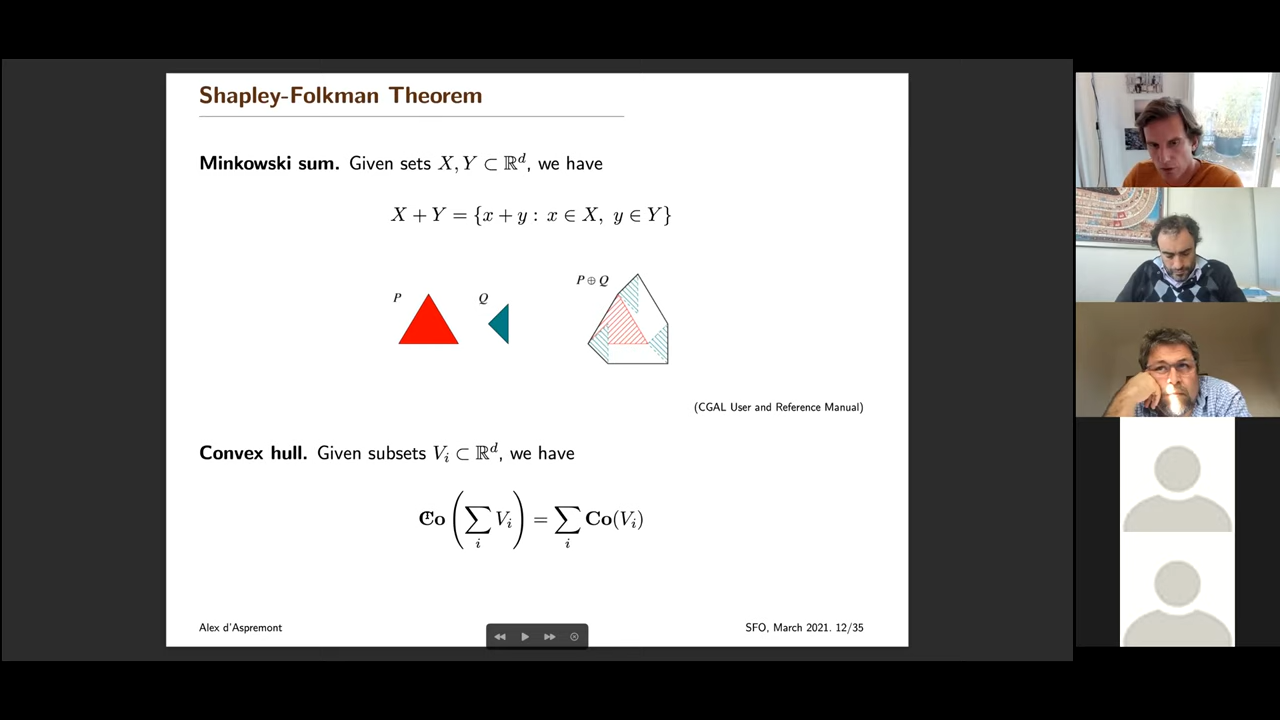 Shapley-Folkman Theorem
Minkowski sum. Given sets X, Y ⊂ ℝ^d, we have
X + Y = {x + y : x ∈ X, y ∈ Y}
P
Q
P ⊕ Q
(CGAL User and Reference Manual)
Convex hull. Given subsets V_i ⊂ ℝ^d, we have
Co(∑_i V_i) = ∑_i Co(V_i)
Alex d'Aspremont
SFO, March 2021. 12/35